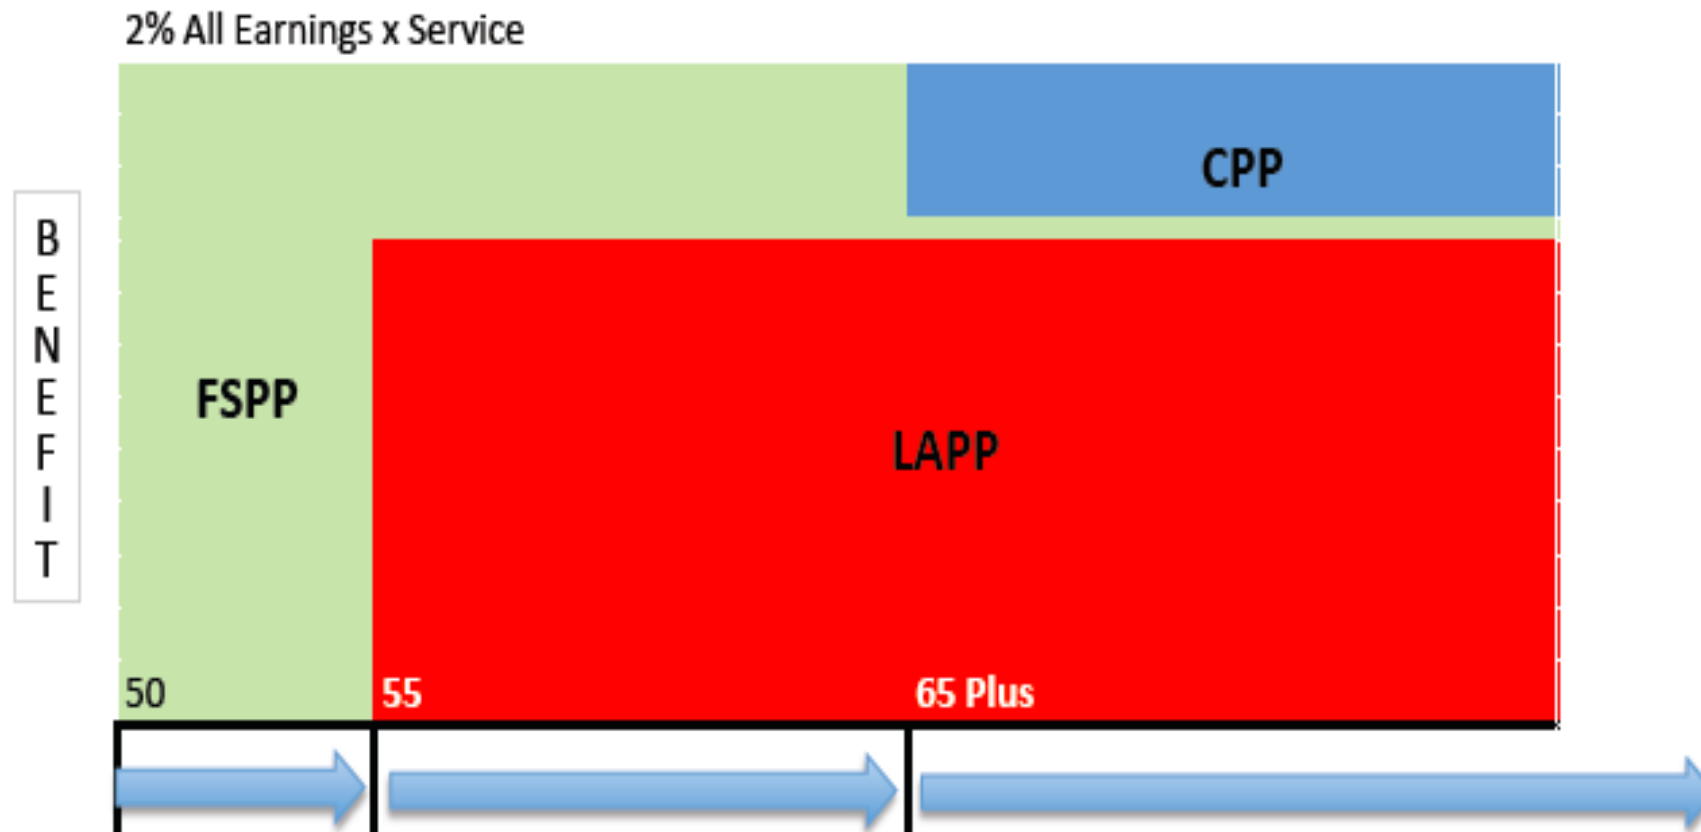 2% All Earnings x Service
CPP
B
E
N
E
F
I
T
FSPP
LAPP
50
55
65 Plus